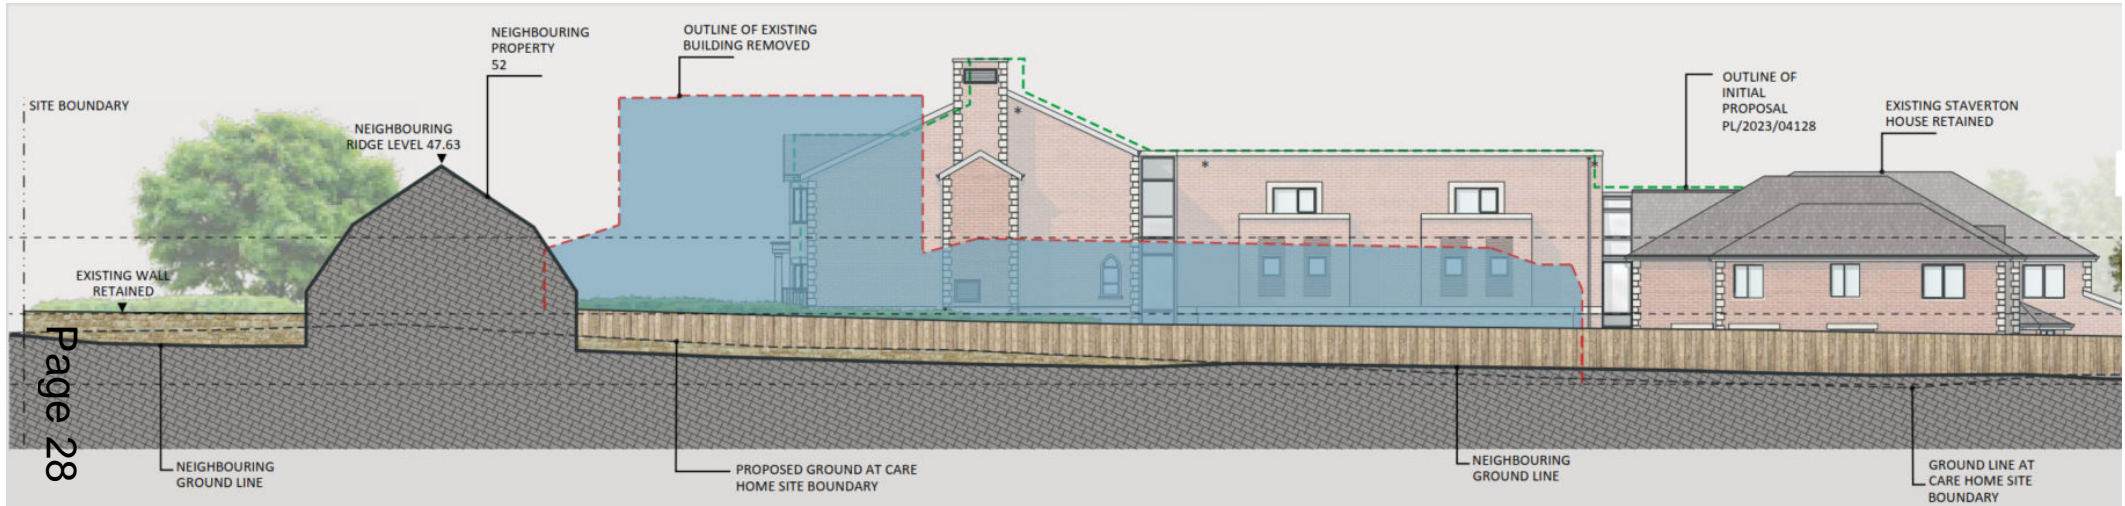 NEIGHBOURING
PROPERTY
52
OUTLINE OF EXISTING
BUILDING REMOVED
OUTLINE OF
INITIAL
PROPOSAL
PL/2023/04128
EXISTING STAVERTON
HOUSE RETAINED
SITE BOUNDARY
NEIGHBOURING
RIDGE LEVEL 47.63
EXISTING WALL
RETAINED
Page 28
NEIGHBOURING
GROUND LINE
PROPOSED GROUND AT CARE
HOME SITE BOUNDARY
NEIGHBOURING
GROUND LINE
GROUND LINE AT
CARE HOME SITE
BOUNDARY